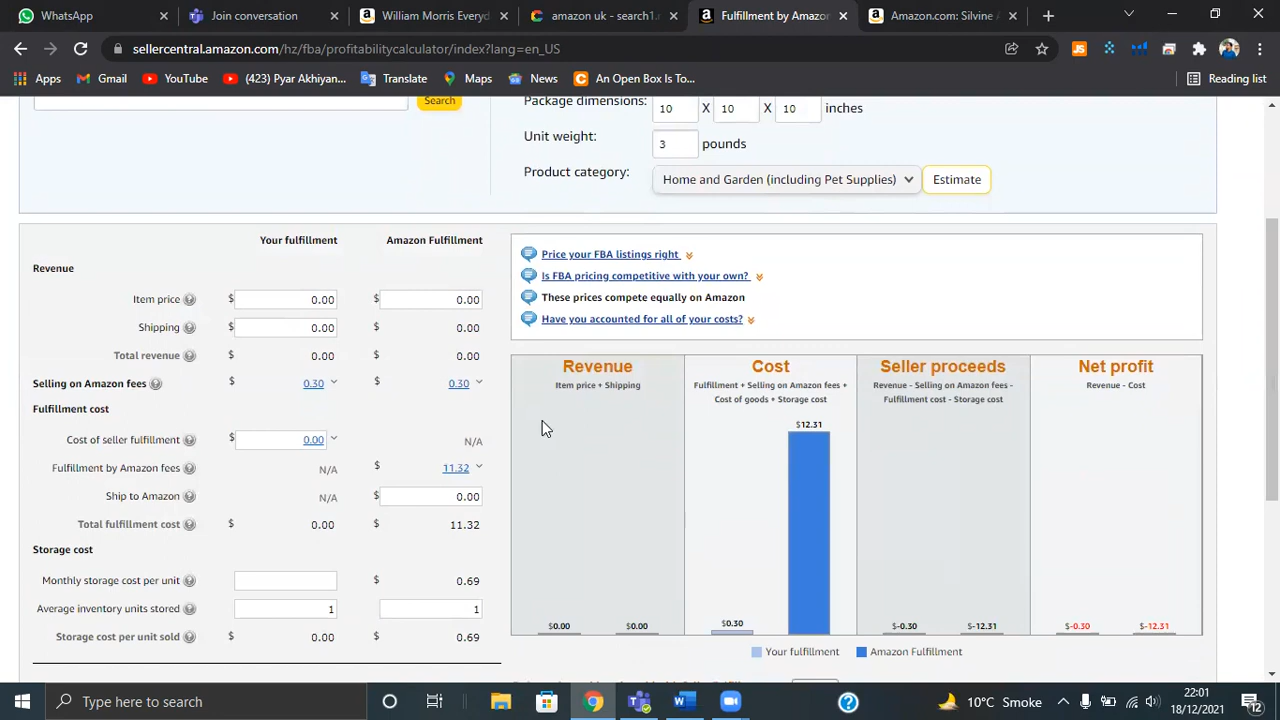 WhatsApp
Join conversation
William Morris Everyd
amazon uk - search1.r
Fulfillment by Amazon
Amazon.com: Silvine A
sellercentral.amazon.com/hz/fba/profitabilitycalculator/index?lang=en_US
Apps Gmail YouTube (423) Pyar Akhiyan... Translate Maps News An Open Box Is To... Reading list
Search
Package dimensions: 10 X 10 X 10 inches
Unit weight: 3 pounds
Product category: Home and Garden (including Pet Supplies) Estimate
Your fulfillment Amazon Fulfillment
Revenue
Item price $ 0.00 $ 0.00
Shipping $ 0.00 0.00
Total revenue $ 0.00 $ 0.00
Selling on Amazon fees $ 0.30 $ 0.30
Fulfillment cost
Cost of seller fulfillment $ 0.00 N/A
Fulfillment by Amazon fees N/A $ 11.32
Ship to Amazon N/A $ 0.00
Total fulfillment cost $ 0.00 $ 11.32
Storage cost
Monthly storage cost per unit $ 0.69
Average inventory units stored 1 1
Storage cost per unit sold $ 0.00 $ 0.69
Price your FBA listings right
Is FBA pricing competitive with your own?
These prices compete equally on Amazon
Have you accounted for all of your costs?
Revenue
Item price + Shipping
$0.00 $0.00
Cost
Fulfillment + Selling on Amazon fees +
Cost of goods + Storage cost
$12.31
$0.30
Seller proceeds
Revenue - Selling on Amazon fees -
Fulfillment cost - Storage cost
$-0.30 $-12.31
Net profit
Revenue - Cost
$-0.30 $-12.31
Your fulfillment Amazon Fulfillment
Type here to search
10°C Smoke
22:01
18/12/2021
12